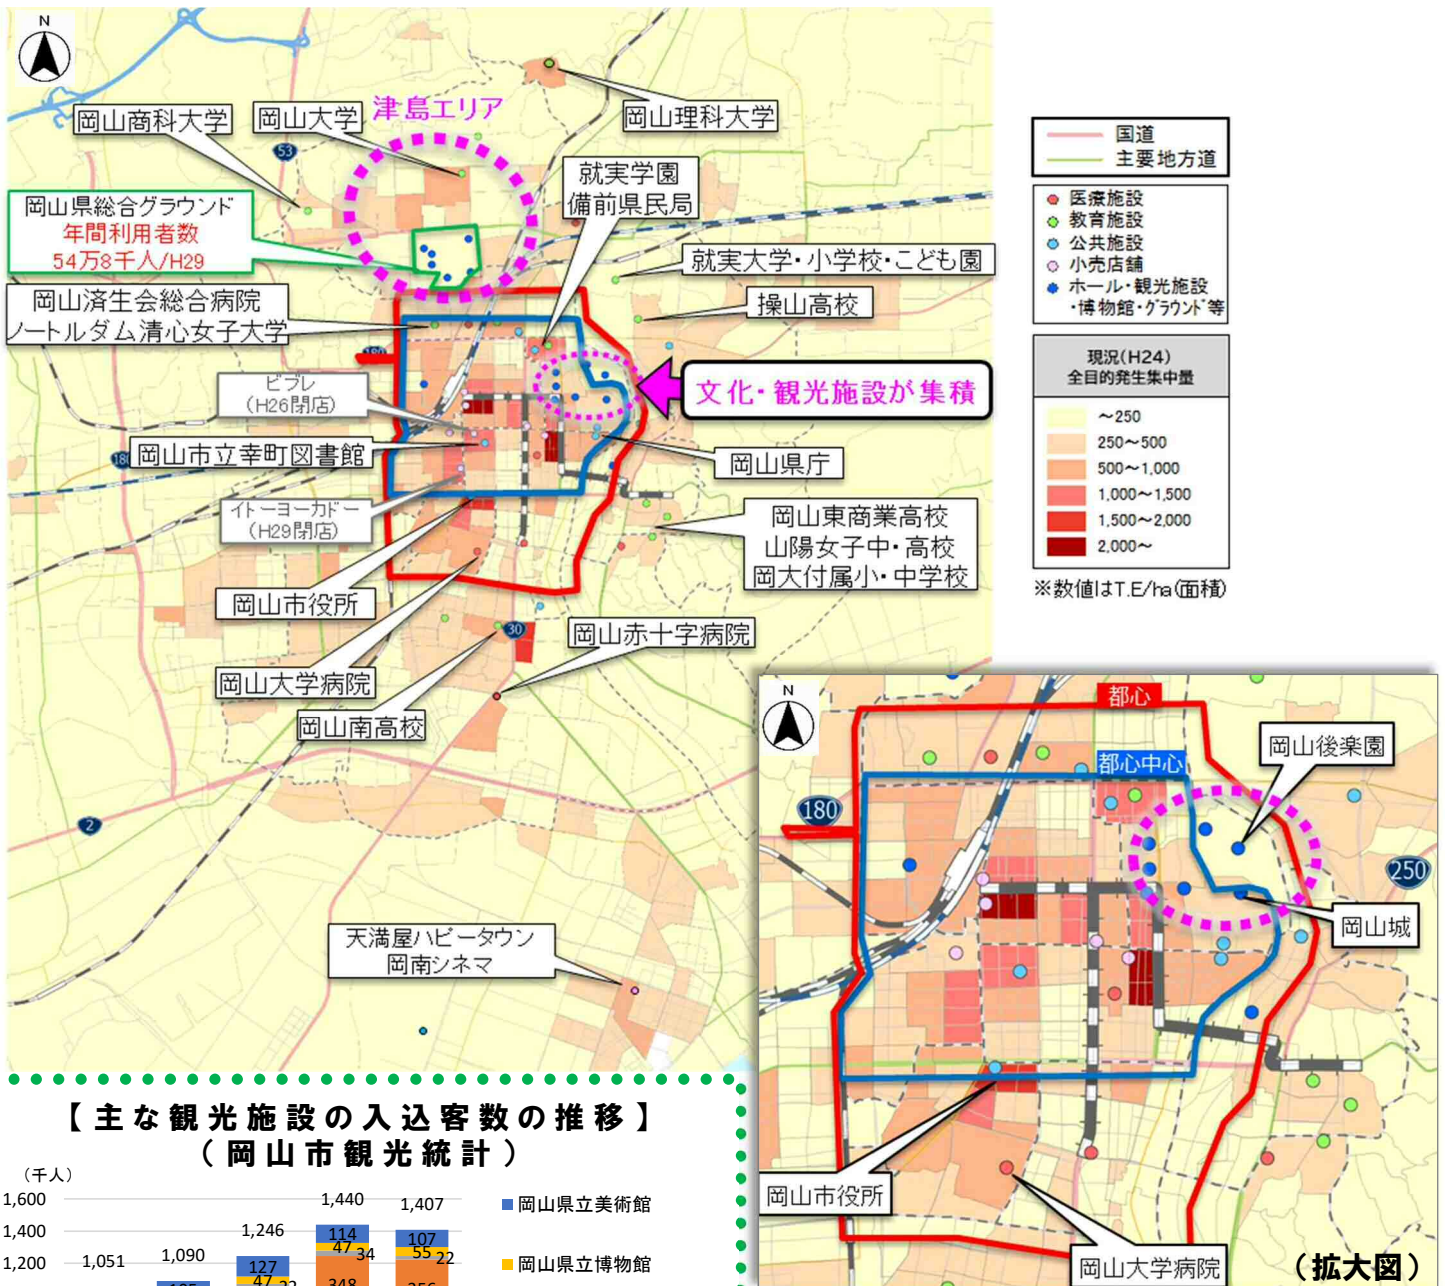 N
津島エリア
岡山理科大学
岡山商科大学
岡山大学
53
就実学園
備前県民局
岡山県総合グラウンド
年間利用者数
54万8千人/H29
就実大学・小学校・こども園
岡山済生会総合病院
ノートルダム清心女子大学
操山高校
180
ビブレ
(H26閉店)
文化・観光施設が集積
岡山市立幸町図書館
180
岡山県庁
イトーヨーカドー
(H29閉店)
岡山東商業高校
山陽女子中・高校
岡大付属小・中学校
岡山市役所
30
岡山赤十字病院
岡山大学病院
岡山南高校
2
天満屋ハピータウン
岡南シネマ
国道
主要地方道
医療施設
教育施設
公共施設
小売店舗
ホール・観光施設
・博物館・グラウンド等
現況(H24)
全目的発生集中量
～250
250～500
500～1,000
1,000～1,500
1,500～2,000
2,000～
※数値はT.E/ha(面積)
N
都心
岡山後楽園
都心中心
180
250
岡山城
岡山市役所
岡山大学病院
(拡大図)
【主な観光施設の入込客数の推移】
(岡山市観光統計)
(千人)
1,600
1,400
1,200
1,051
1,090
1,246
1,440
1,407
127
47
114
47
34
348
107
55
22
岡山県立美術館
岡山県立博物館